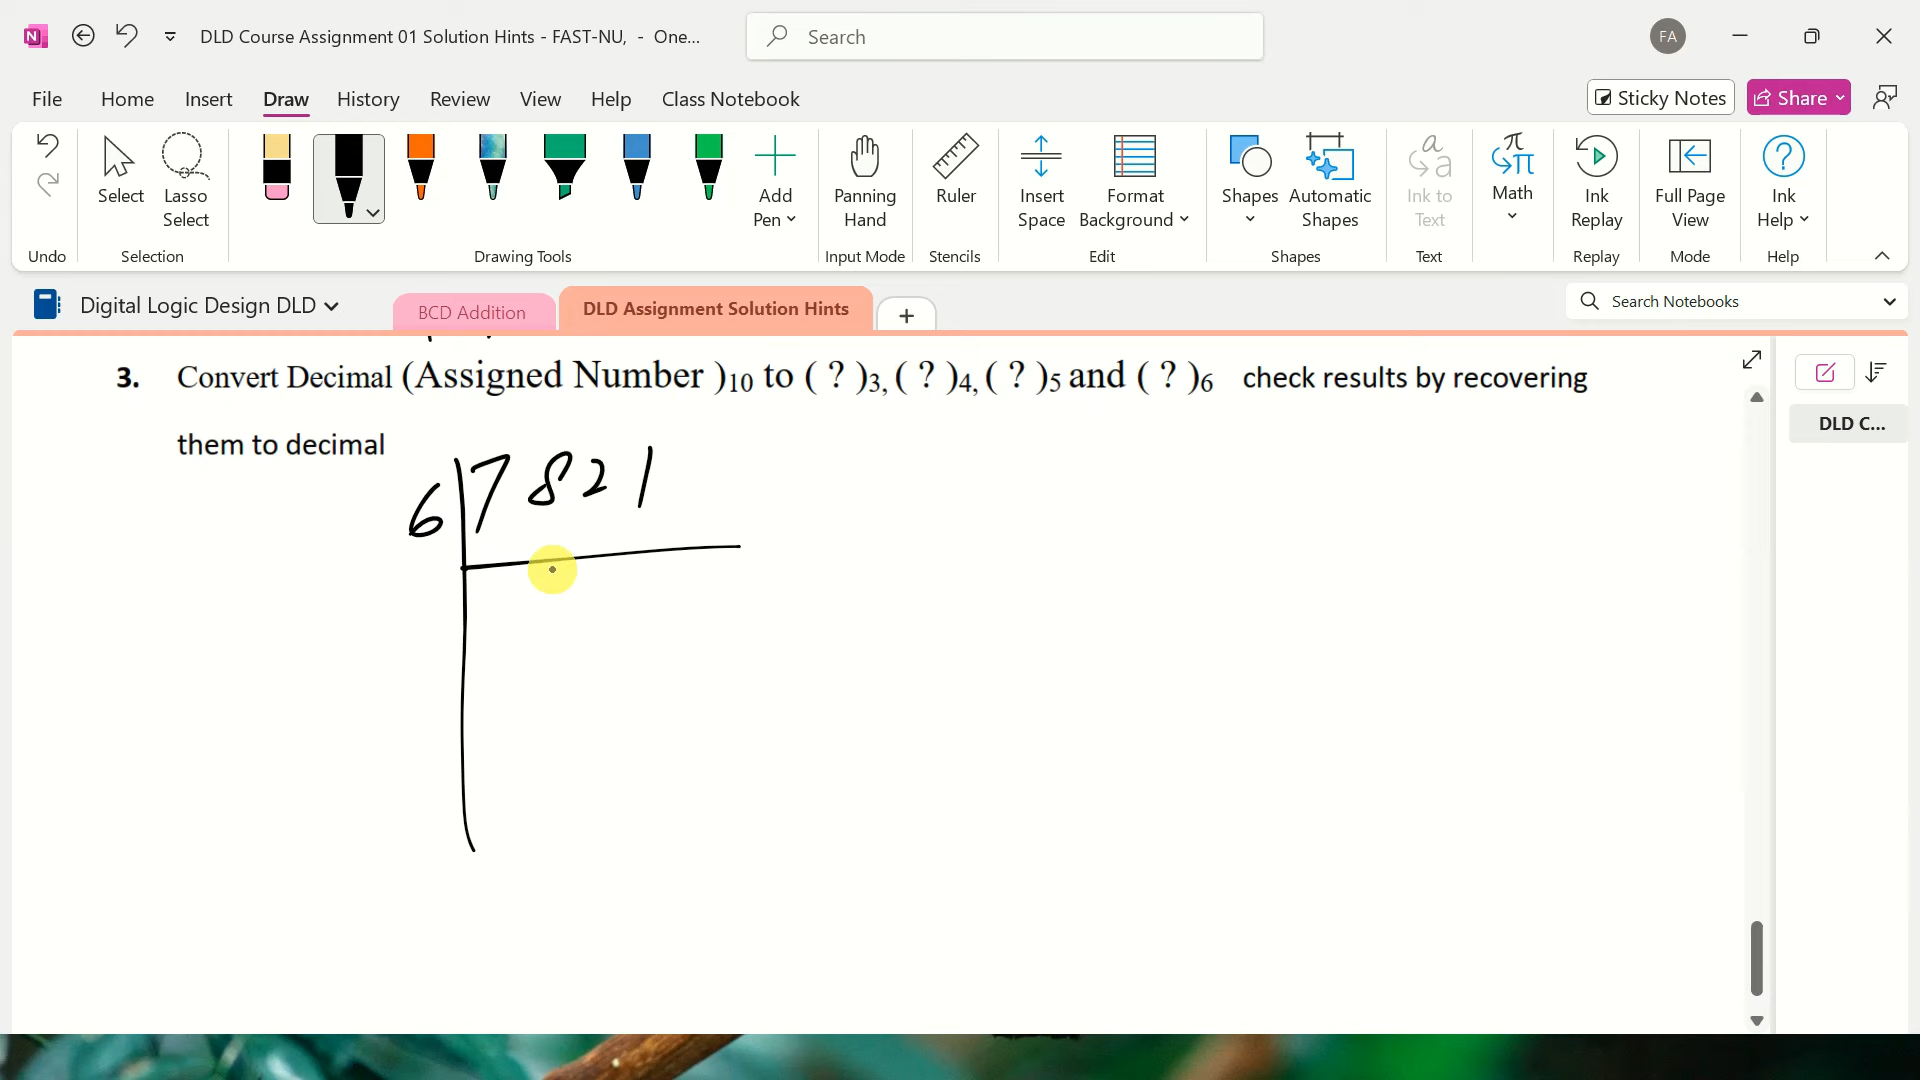 DLD Course Assignment 01 Solution Hints - FAST-NU, - One...
Search
FA
File Home Insert Draw History Review View Help Class Notebook
Sticky Notes
Share
Select
Lasso Select
Add Pen
Panning Hand
Ruler
Insert Space
Format Background
Shapes
Automatic Shapes
Ink to Text
Math
Ink Replay
Full Page View
Ink Help
Undo Selection Drawing Tools Input Mode Stencils Edit Shapes Text Replay Mode Help
Digital Logic Design DLD
BCD Addition
DLD Assignment Solution Hints
+
Search Notebooks
3. Convert Decimal (Assigned Number )10 to ( ? )3, ( ? )4, ( ? )5 and ( ? )6 check results by recovering
them to decimal
DLD C...
6 7821